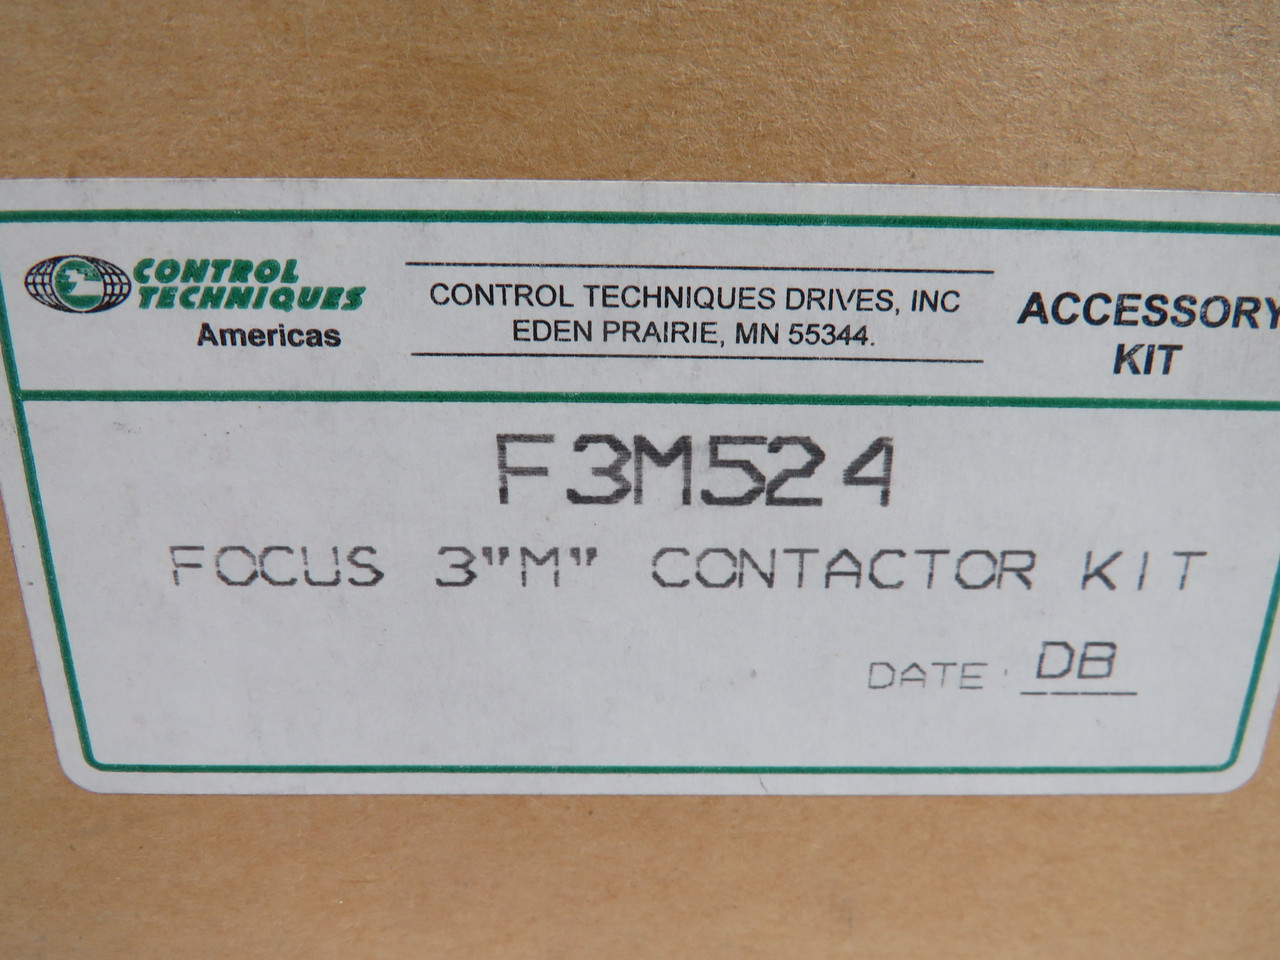 CONTROL
TECHNIQUES
Americas
CONTROL TECHNIQUES DRIVES, INC
EDEN PRAIRIE, MN 55344.
ACCESSORY
KIT
F3M524
FOCUS 3"M" CONTACTOR KIT
DATE: DB